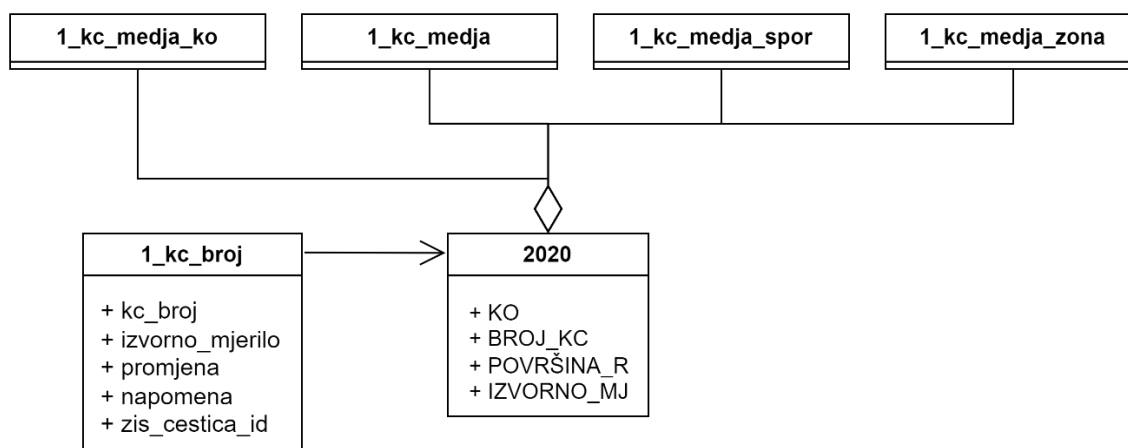 1_kc_medja_ko
1_kc_medja
1_kc_medja_spor
1_kc_medja_zona
1_kc_broj
+ kc_broj
+ izvorno_mjerilo
+ promjena
+ napomena
+ zis_cestica_id
2020
+ KO
+ BROJ_KC
+ POVRŠINA_R
+ IZVORNO_MJ